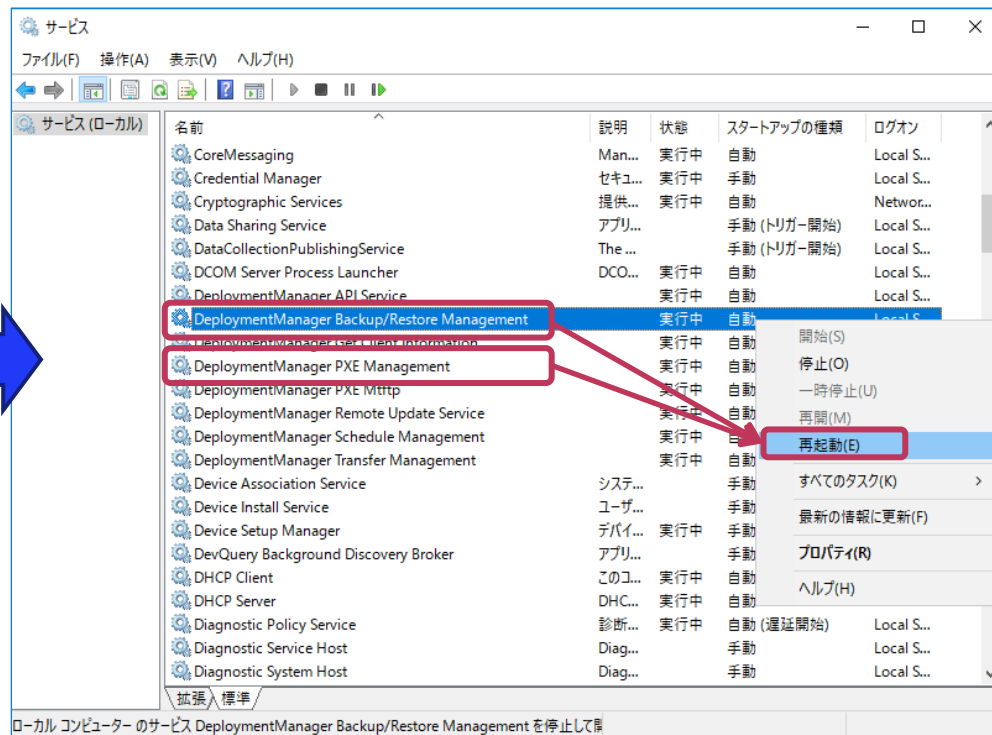 サービス
ファイル(F) 操作(A) 表示(V) ヘルプ(H)
サービス (ローカル)
名前 説明 状態 スタートアップの種類 ログオン
CoreMessaging Man... 実行中 自動 Local S...
Credential Manager セキュ... 実行中 手動 Local S...
Cryptographic Services 提供... 実行中 自動 Networ...
Data Sharing Service アプリ... 手動 (トリガー開始) Local S...
DataCollectionPublishingService The ... 手動 (トリガー開始) Local S...
DCOM Server Process Launcher DCO... 実行中 自動 Local S...
DeploymentManager API Service 実行中 自動 Local S...
DeploymentManager Backup/Restore Management 実行中 自動 Local S
DeploymentManager Get Client Information 実行中 自動
DeploymentManager PXE Management 実行中 自動
DeploymentManager PXE Mtftp 実行中 自動
DeploymentManager Remote Update Service 実行中 自動
DeploymentManager Schedule Management 実行中
DeploymentManager Transfer Management 実行中 自動
Device Association Service システ... 手動
Device Install Service ユーザ... 手動
Device Setup Manager デバイ... 実行中 手動
DevQuery Background Discovery Broker アプリ... 手動
DHCP Client このコ... 実行中 自動
DHCP Server DHC... 実行中 自動
Diagnostic Policy Service 診断... 実行中 自動 (遅延開始) Local S...
Diagnostic Service Host Diag... 手動 Local S...
Diagnostic System Host Diag... 手動 Local S...
開始(S)
停止(O)
一時停止(U)
再開(M)
再起動(E)
すべてのタスク(K)
最新の情報に更新(F)
プロパティ(R)
ヘルプ(H)
拡張 標準
ローカル コンピューター のサービス DeploymentManager Backup/Restore Management を停止して